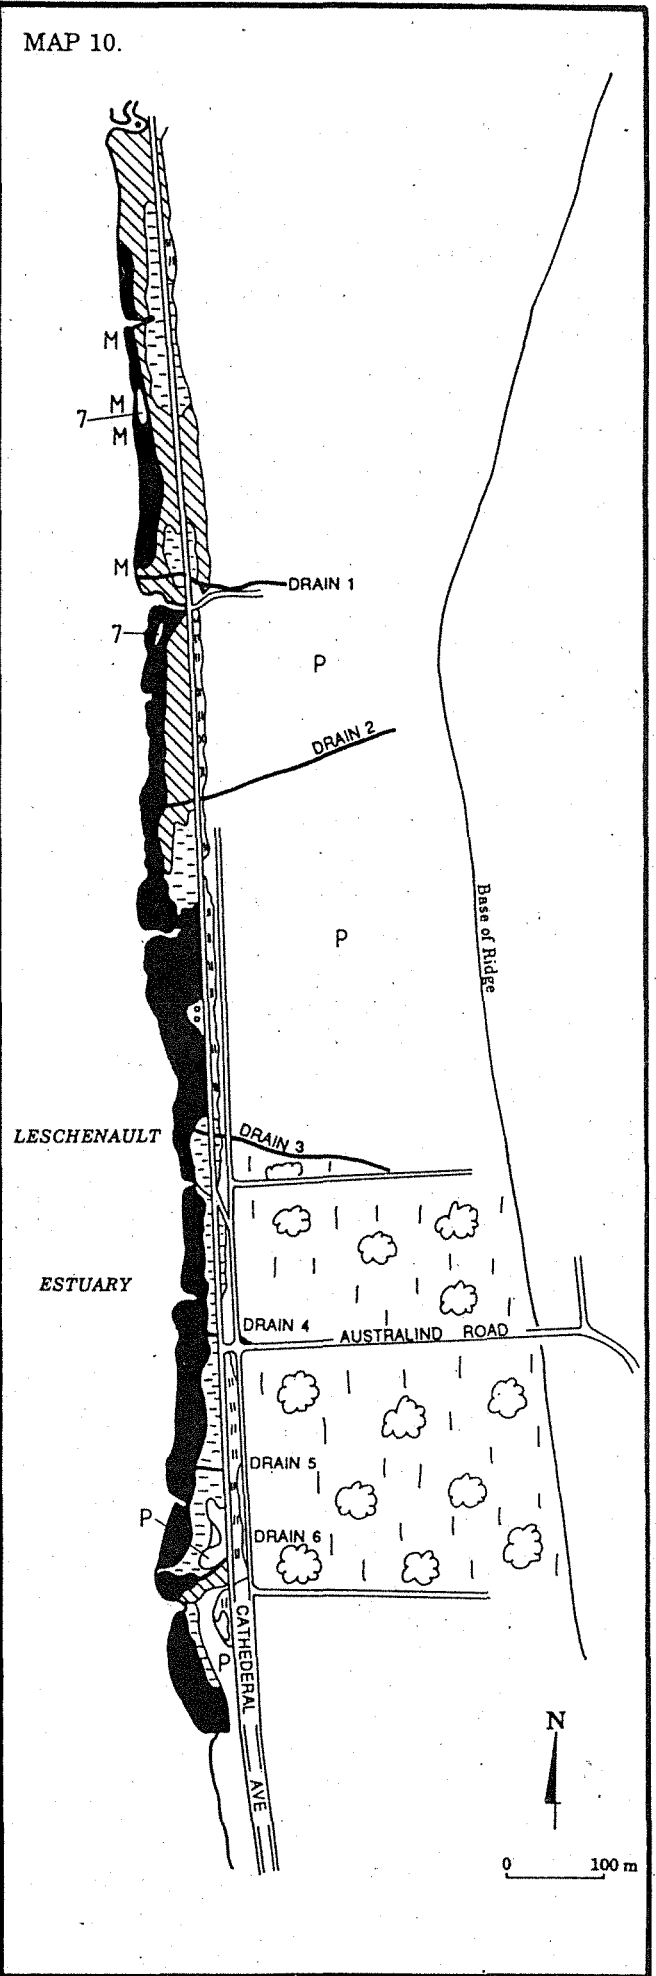 MAP 10.
M
M
7
M
M
DRAIN 1
7
P
DRAIN 2
Base of Ridge
P
LESCHENAULT
DRAIN 3
ESTUARY
DRAIN 4
AUSTRALIND ROAD
DRAIN 5
P
DRAIN 6
CATHEDERAL
P
AVE
N
0 100 m